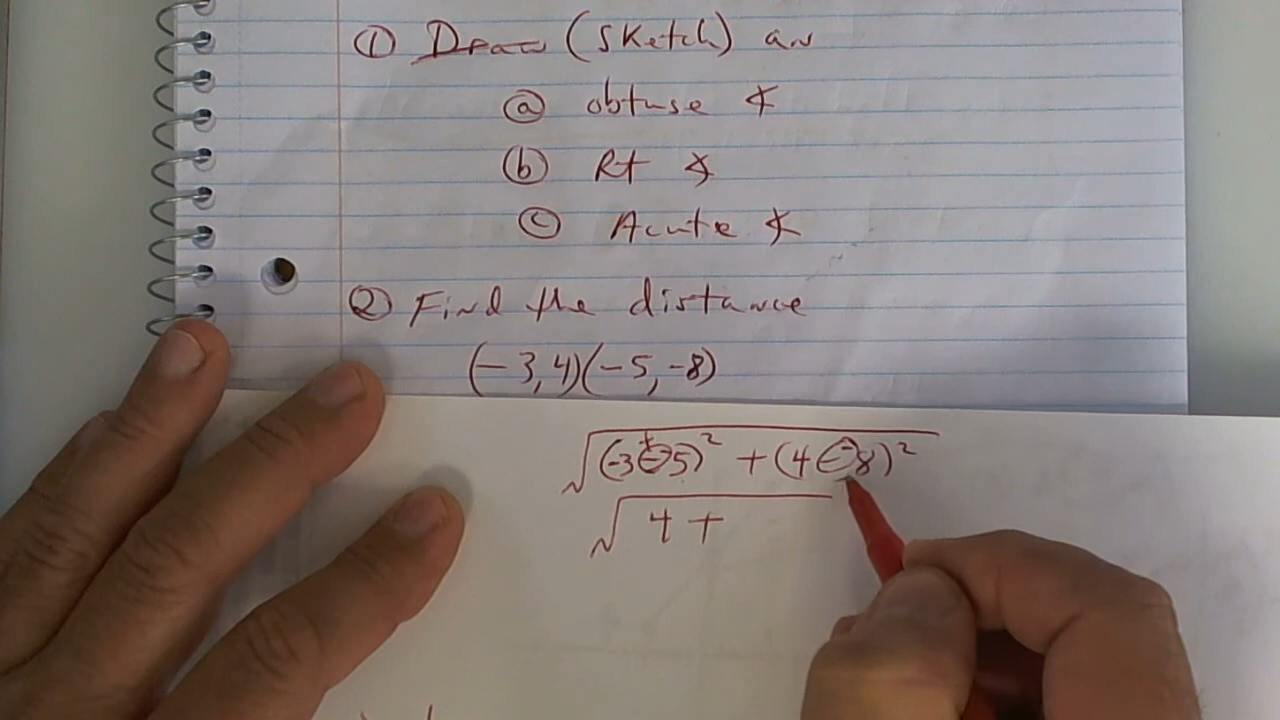 ① Draw (Sketch) an
ⓐ obtuse ∢
ⓑ Rt ∢
ⓒ Acute ∢
② Find the distance
(-3,4)(-5,-8)
√(-3+5)² + (4--8)²
√4+